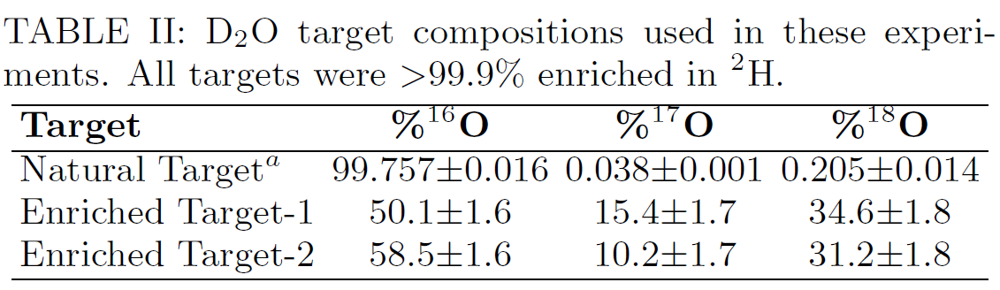 TABLE II: D₂O target compositions used in these experi-
ments. All targets were >99.9% enriched in ²H.
Target %¹⁶O %¹⁷O %¹⁸O
Natural Targetᵃ 99.757±0.016 0.038±0.001 0.205±0.014
Enriched Target-1 50.1±1.6 15.4±1.7 34.6±1.8
Enriched Target-2 58.5±1.6 10.2±1.7 31.2±1.8